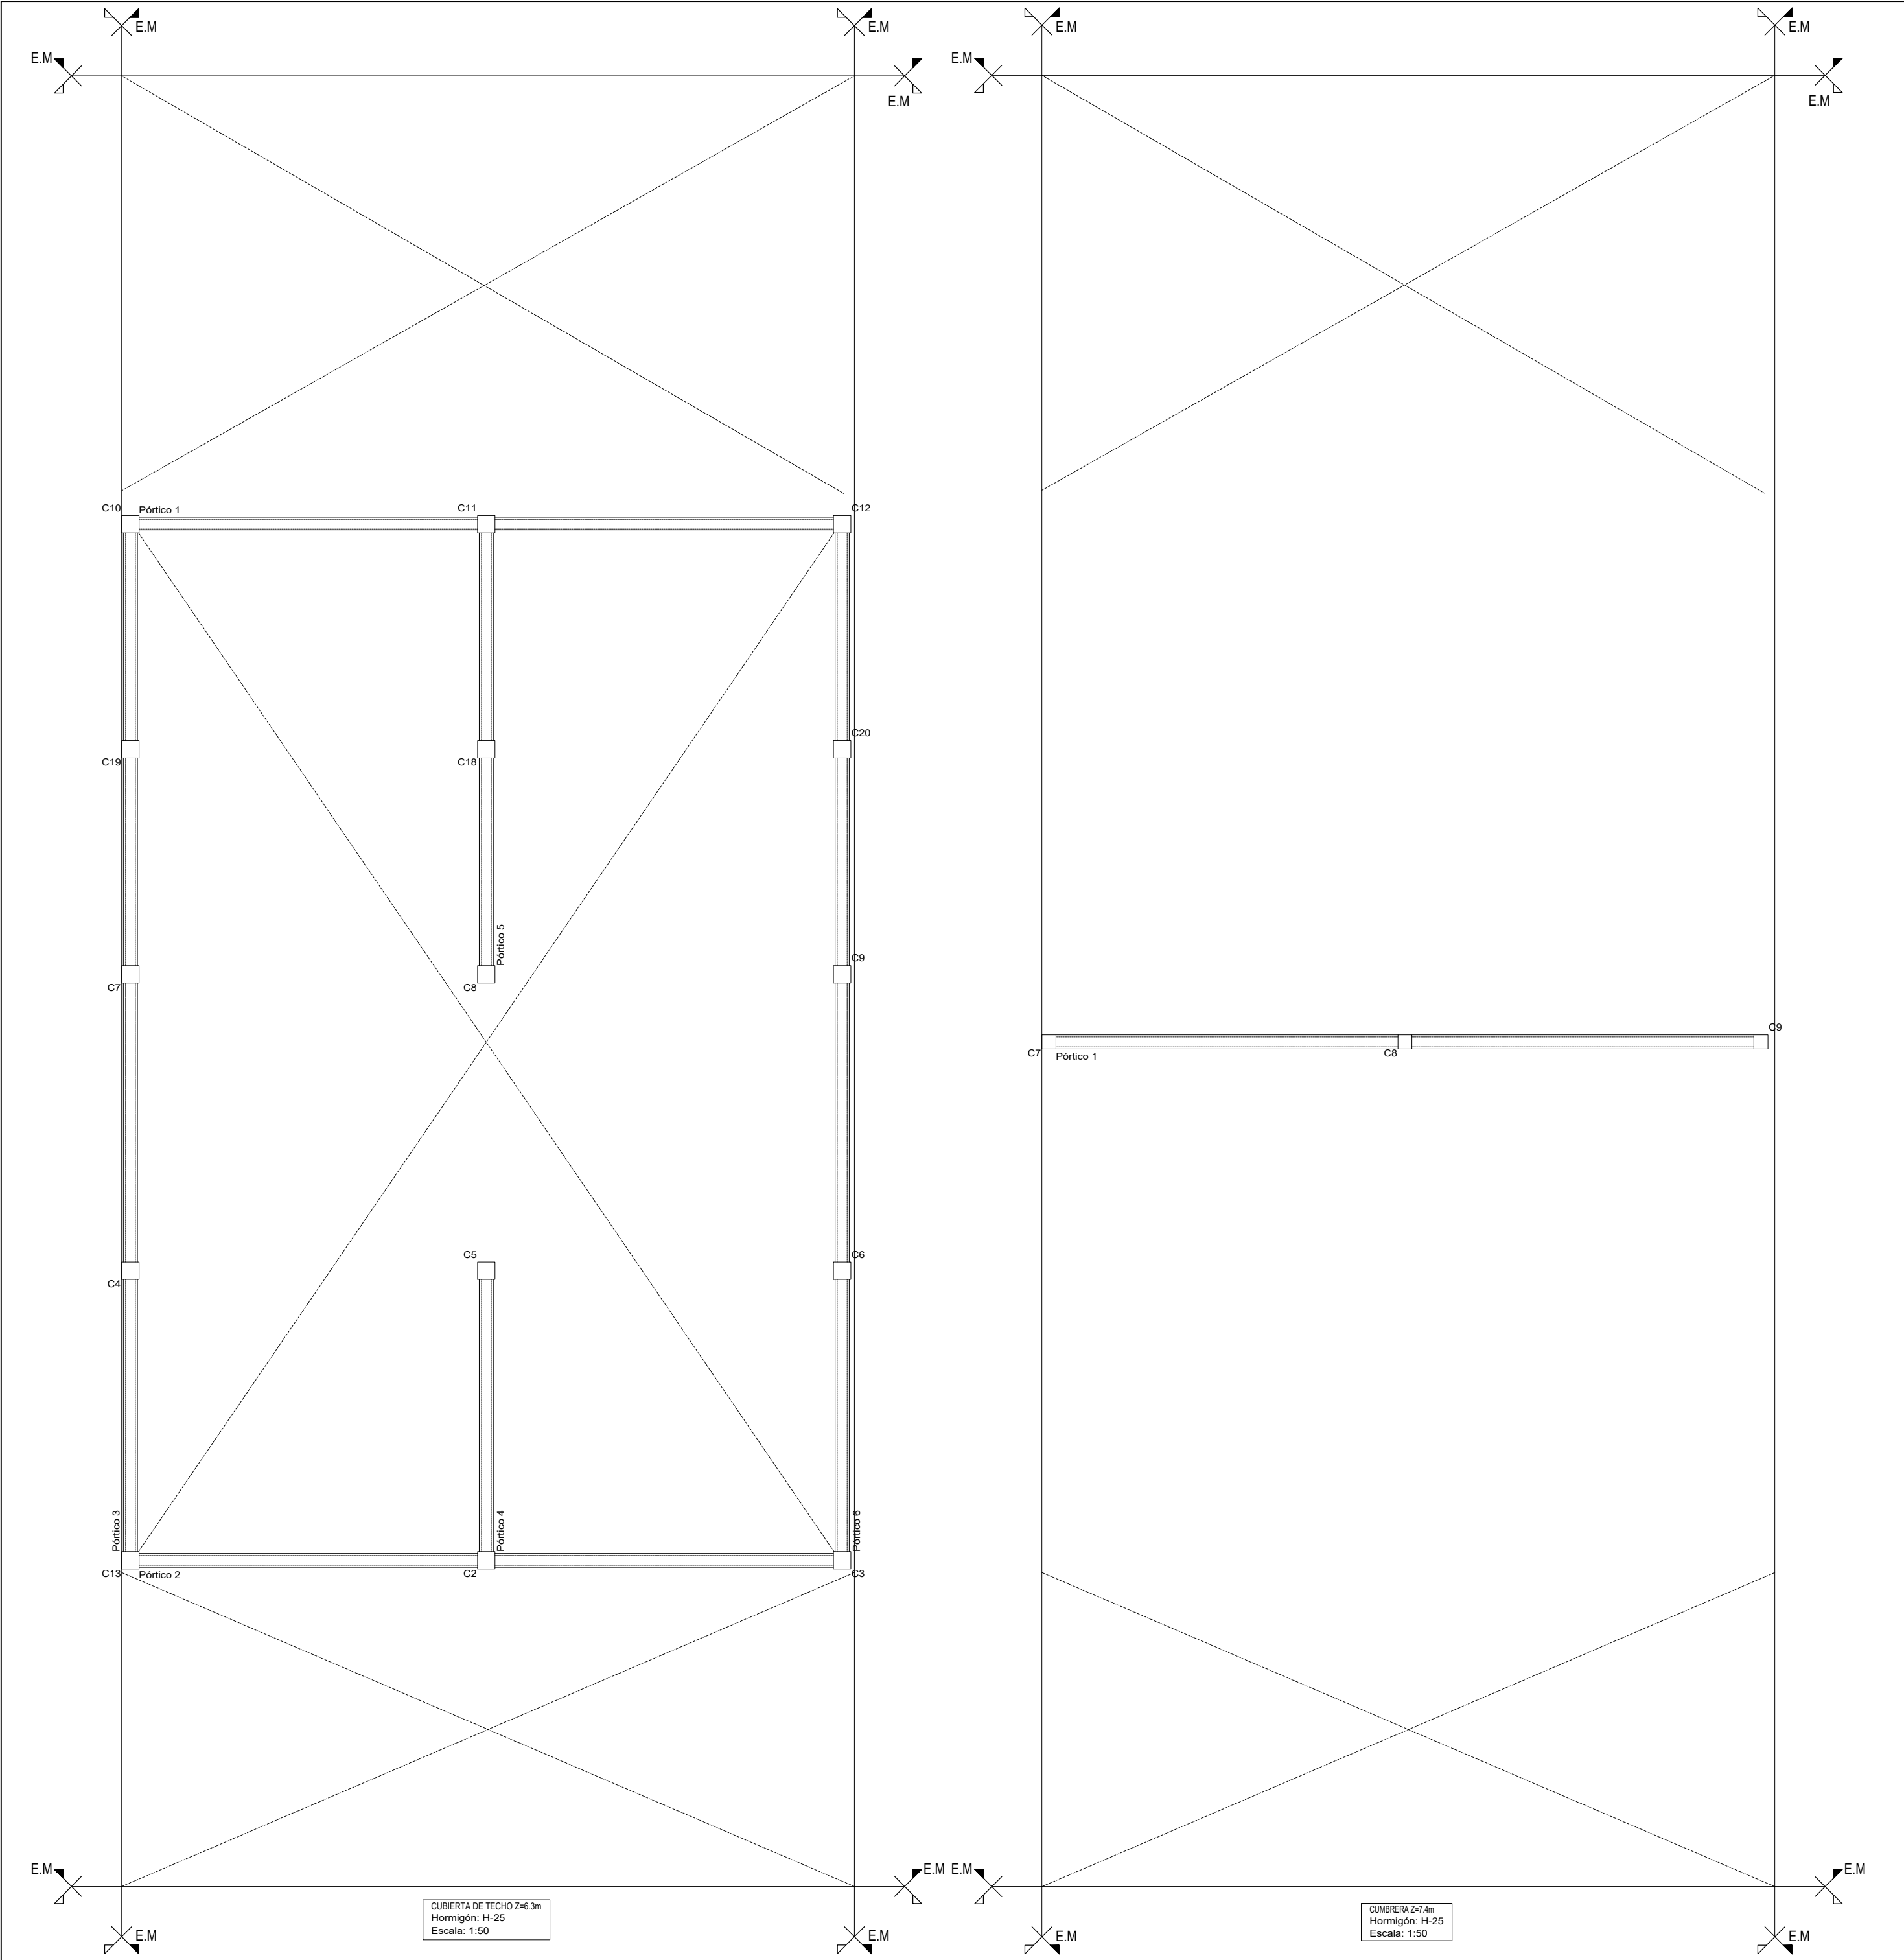 E.M
E.M
E.M
E.M
E.M
E.M
E.M
E.M
C10
Pórtico 1
C11
C12
C19
C18
C20
Pórtico 5
C7
C8
C9
C4
C5
C6
Pórtico 3
Pórtico 4
Pórtico 6
C13
Pórtico 2
C2
C3
C7
Pórtico 1
C8
C9
E.M
E.M
E.M
E.M
E.M
E.M
E.M
E.M
CUBIERTA DE TECHO Z=6.3m
Hormigón: H-25
Escala: 1:50
CUMBRERA Z=7.4m
Hormigón: H-25
Escala: 1:50